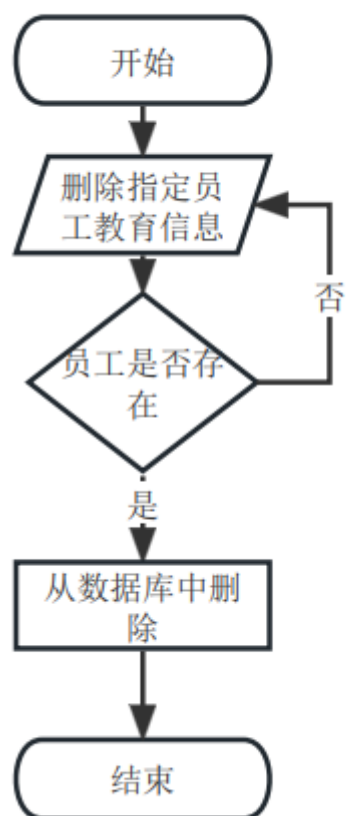 开始
删除指定员
工教育信息
否
员工是否存
在
是
从数据库中删
除
结束